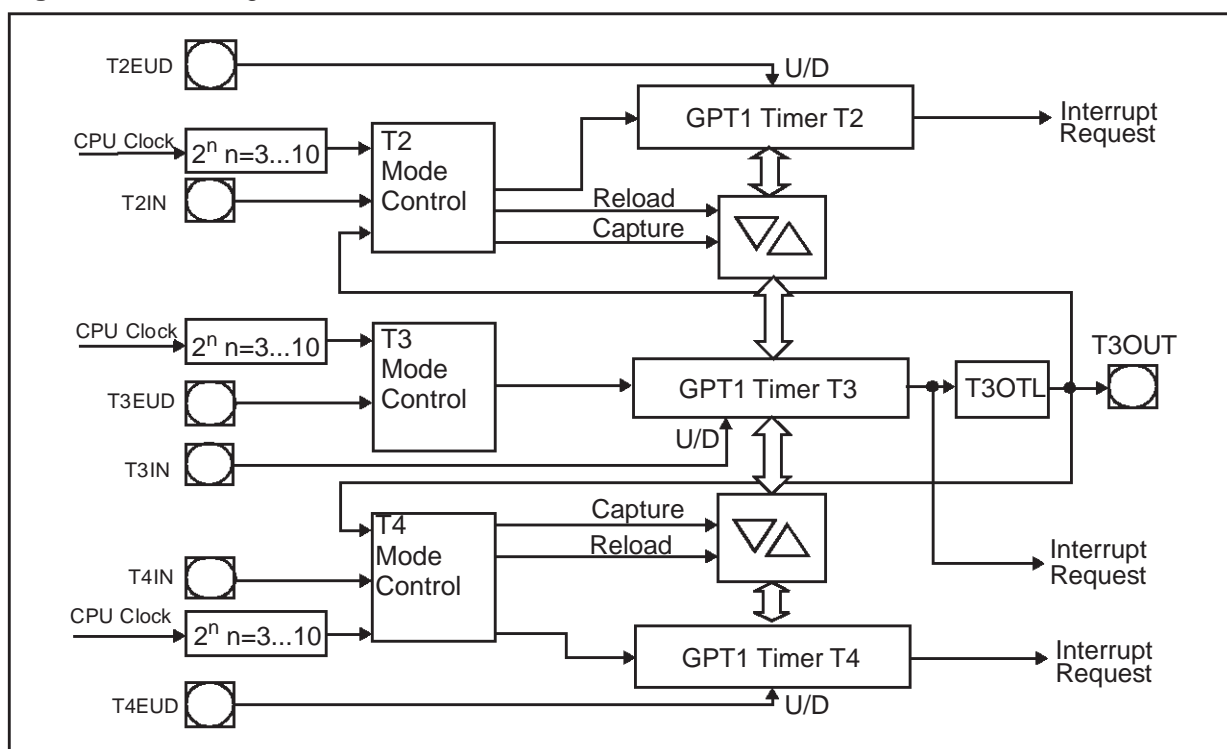 T2EUD
U/D
GPT1 Timer T2
Interrupt
Request
CPU Clock
2ⁿ n=3...10
T2
Mode
Control
T2IN
Reload
Capture
CPU Clock
2ⁿ n=3...10
T3
Mode
Control
T3OUT
GPT1 Timer T3
T3OTL
T3EUD
U/D
T3IN
Capture
T4
Mode
Control
Reload
Interrupt
Request
T4IN
CPU Clock
2ⁿ n=3...10
GPT1 Timer T4
Interrupt
Request
T4EUD
U/D